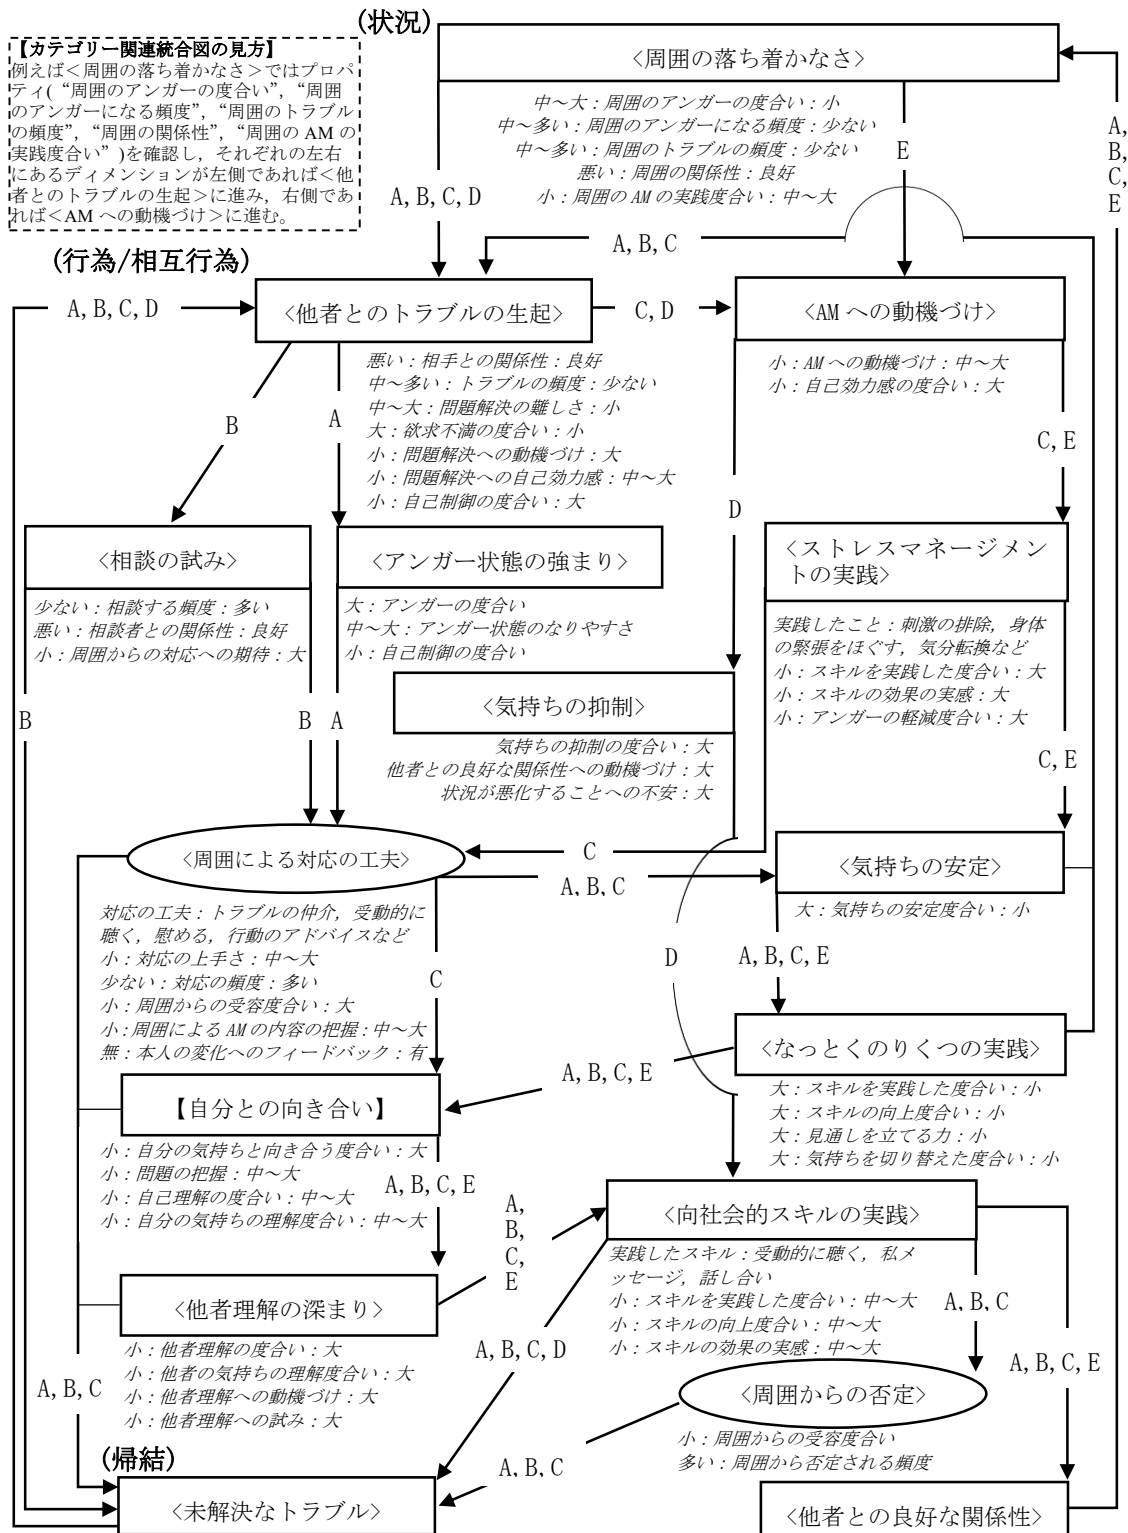 (状況)
【カテゴリー関連統合図の見方】
例えば＜周囲の落ち着かなさ＞ではプロパ
ティ(“周囲のアンガーの度合い”，“周囲
のアンガーになる頻度”，“周囲のトラブル
の頻度”，“周囲の関係性”，“周囲の AM の
実践度合い”)を確認し，それぞれの左右
にあるディメンションが左側であれば＜他
者とのトラブルの生起＞に進み，右側であ
れば＜AM への動機づけ＞に進む。
<周囲の落ち着かなさ>
中～大：周囲のアンガーの度合い：小
中～多い：周囲のアンガーになる頻度：少ない
中～多い：周囲のトラブルの頻度：少ない
悪い：周囲の関係性：良好
小：周囲の AM の実践度合い：中～大
A, B, C, D
E
A,
B,
C,
E
A, B, C
(行為/相互行為)
A, B, C, D
<他者とのトラブルの生起>
C, D
<AM への動機づけ>
悪い：相手との関係性：良好
中～多い：トラブルの頻度：少ない
中～大：問題解決の難しさ：小
大：欲求不満の度合い：小
小：問題解決への動機づけ：大
小：問題解決への自己効力感：中～大
小：自己制御の度合い：大
小：AM への動機づけ：中～大
小：自己効力感の度合い：大
B
A
D
C, E
<相談の試み>
少ない：相談する頻度：多い
悪い：相談者との関係性：良好
小：周囲からの対応への期待：大
<アンガー状態の強まり>
大：アンガーの度合い
中～大：アンガー状態のなりやすさ
小：自己制御の度合い
<ストレスマネージメン
トの実践>
実践したこと：刺激の排除，身体
の緊張をほぐす，気分転換など
小：スキルを実践した度合い：大
小：スキルの効果の実感：大
小：アンガーの軽減度合い：大
<気持ちの抑制>
気持ちの抑制の度合い：大
他者との良好な関係性への動機づけ：大
状況が悪化することへの不安：大
B
B
A
C, E
<周囲による対応の工夫>
C
A, B, C
<気持ちの安定>
大：気持ちの安定度合い：小
対応の工夫：トラブルの仲介，受動的に
聴く，慰める，行動のアドバイスなど
小：対応の上手さ：中～大
少ない：対応の頻度：多い
小：周囲からの受容度合い：大
小：周囲によるAMの内容の把握：中～大
無：本人の変化へのフィードバック：有
C
D
A, B, C, E
<なっとくのりくつの実践>
大：スキルを実践した度合い：小
大：スキルの向上度合い：小
大：見通しを立てる力：小
大：気持ちを切り替えた度合い：小
A, B, C, E
【自分との向き合い】
小：自分の気持ちと向き合う度合い：大
小：問題の把握：中～大
小：自己理解の度合い：中～大
小：自分の気持ちの理解度合い：中～大
A, B, C, E
A,
B,
C,
E
<向社会的スキルの実践>
実践したスキル：受動的に聴く，私メ
ッセージ，話し合い
小：スキルを実践した度合い：中～大
小：スキルの向上度合い：中～大
小：スキルの効果の実感：中～大
<他者理解の深まり>
小：他者理解の度合い：大
小：他者の気持ちの理解度合い：大
小：他者理解への動機づけ：大
小：他者理解への試み：大
A, B, C
A, B, C, D
A, B, C
A, B, C, E
<周囲からの否定>
小：周囲からの受容度合い
多い：周囲から否定される頻度
A, B, C
(帰結)
<未解決なトラブル>
<他者との良好な関係性>